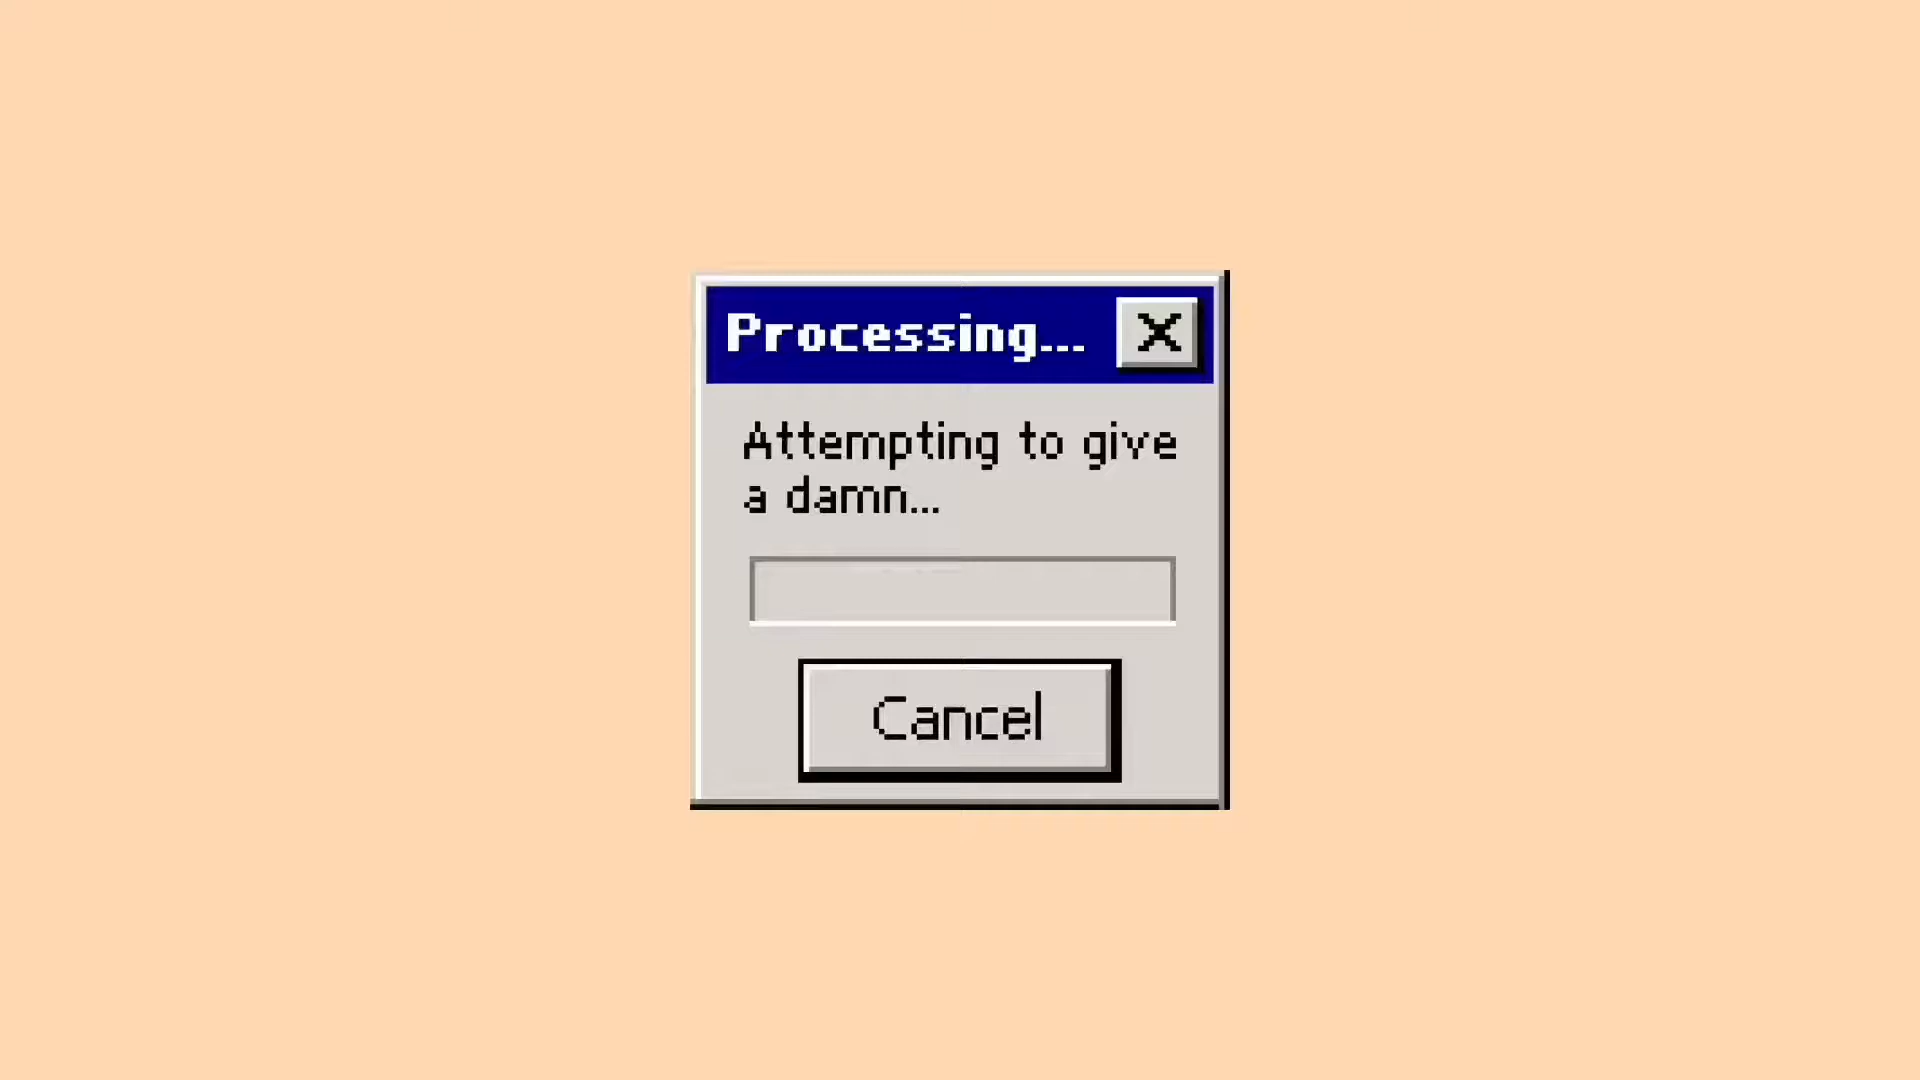 Processing...
X
Attempting to give
a damn...
Cancel